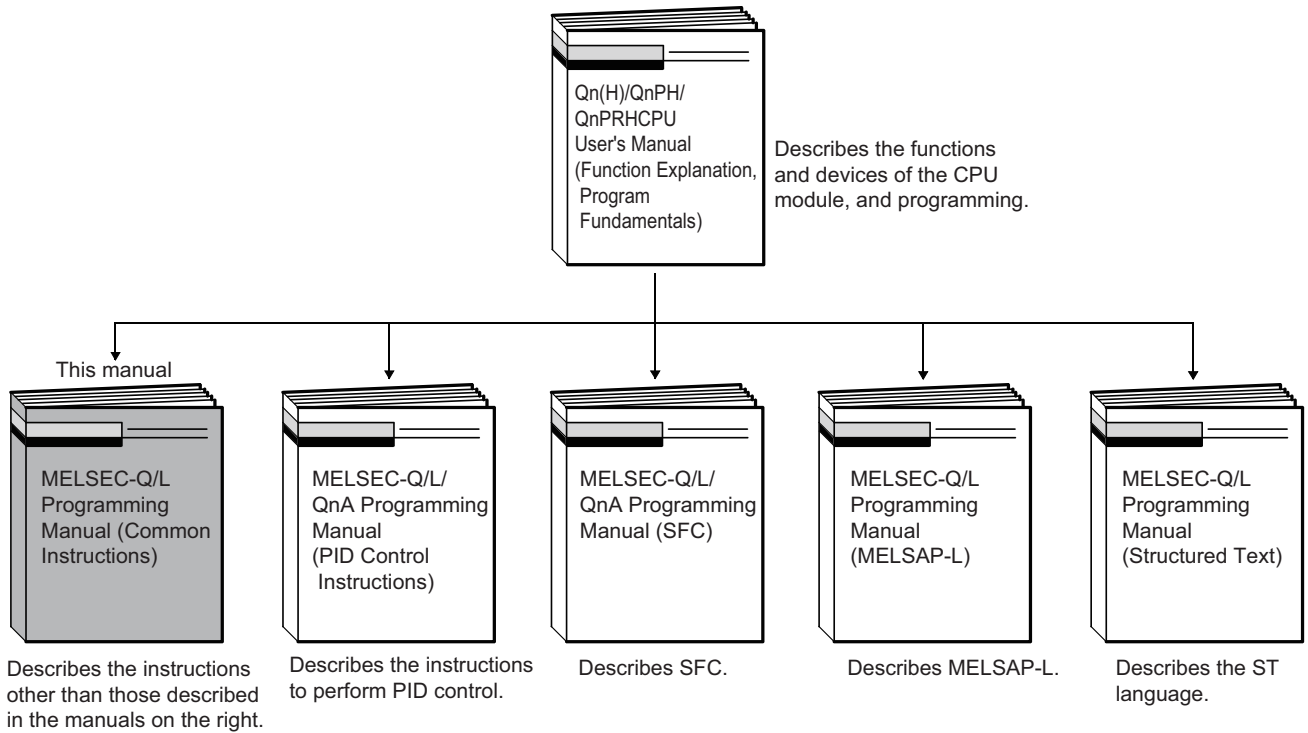 Qn(H)/QnPH/
QnPRHCPU
User's Manual
(Function Explanation,
Program
Fundamentals)
Describes the functions
and devices of the CPU
module, and programming.
This manual
MELSEC-Q/L
Programming
Manual (Common
Instructions)
Describes the instructions
other than those described
in the manuals on the right.
MELSEC-Q/L/
QnA Programming
Manual
(PID Control
Instructions)
Describes the instructions
to perform PID control.
MELSEC-Q/L/
QnA Programming
Manual (SFC)
Describes SFC.
MELSEC-Q/L
Programming
Manual
(MELSAP-L)
Describes MELSAP-L.
MELSEC-Q/L
Programming
Manual
(Structured Text)
Describes the ST
language.